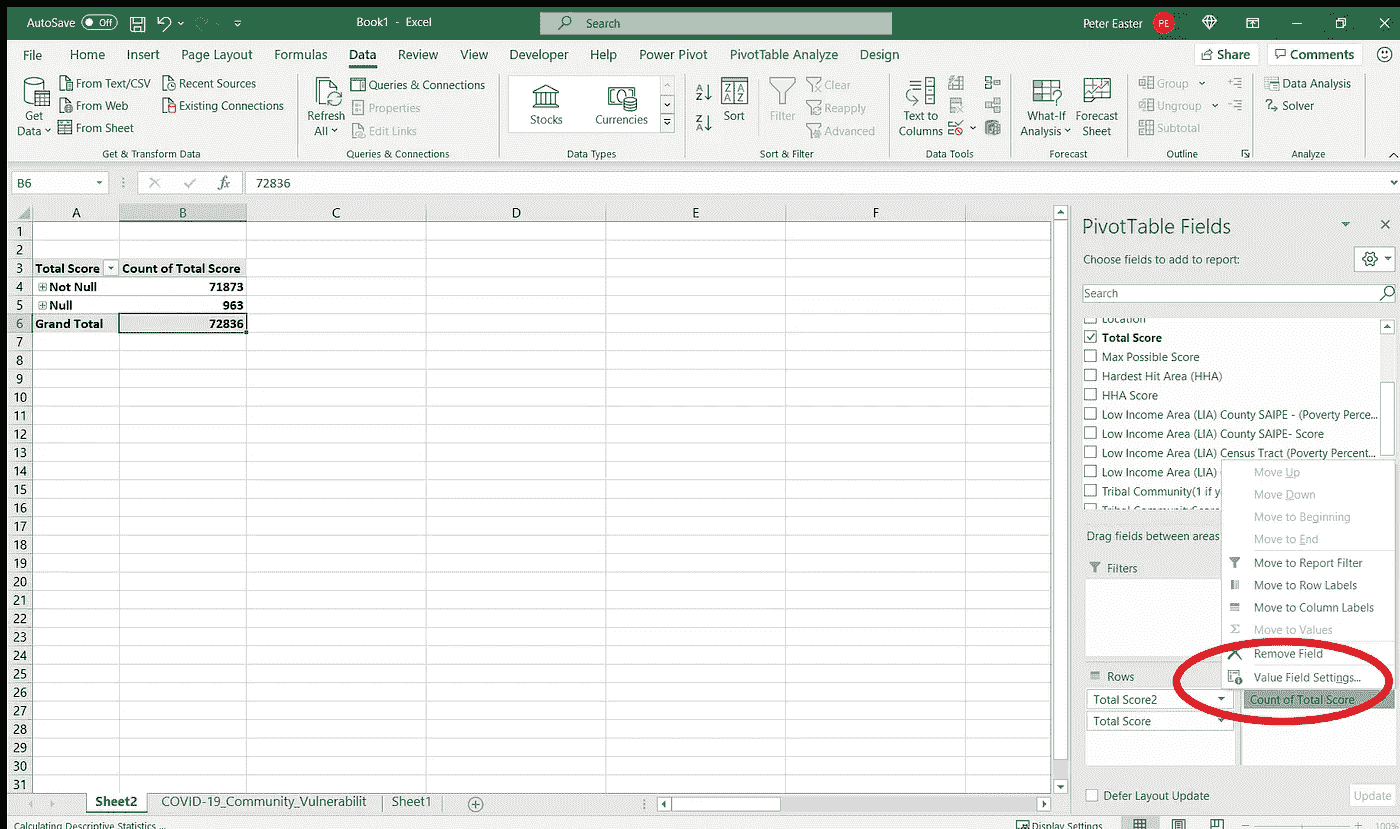 AutoSave Off Book1 - Excel Search Peter Easter PE
File Home Insert Page Layout Formulas Data Review View Developer Help Power Pivot PivotTable Analyze Design Share Comments
Get Data
From Text/CSV
From Web
From Sheet
Recent Sources
Existing Connections
Get & Transform Data
Refresh All
Queries & Connections
Properties
Edit Links
Queries & Connections
Stocks Currencies
Data Types
Sort Filter
Clear
Reapply
Advanced
Sort & Filter
Text to Columns
Data Tools
What-If Analysis
Forecast Sheet
Forecast
Group
Ungroup
Subtotal
Outline
Data Analysis
Solver
Analyze
B6 fx 72836
A B C D E F
1
2
3 Total Score Count of Total Score
4 Not Null 71873
5 Null 963
6 Grand Total 72836
7
8
9
10
11
12
13
14
15
16
17
18
19
20
21
22
23
24
25
26
27
28
29
30
31
PivotTable Fields
Choose fields to add to report:
Search
Location
Total Score
Max Possible Score
Hardest Hit Area (HHA)
HHA Score
Low Income Area (LIA) County SAIPE - (Poverty Perce...
Low Income Area (LIA) County SAIPE- Score
Low Income Area (LIA) Census Tract (Poverty Percent...
Low Income Area (LIA)
Tribal Community(1 if y
Tribal CommunityScore
Move Up
Move Down
Move to Beginning
Move to End
Move to Report Filter
Move to Row Labels
Move to Column Labels
Move to Values
Remove Field
Value Field Settings...
Drag fields between areas
Filters
Rows
Total Score2
Total Score
Count of Total Score
Defer Layout Update Update
Sheet2 COVID-19_Community_Vulnerabilit Sheet1
Calculating Descriptive Statistics ... Display Settings 100%